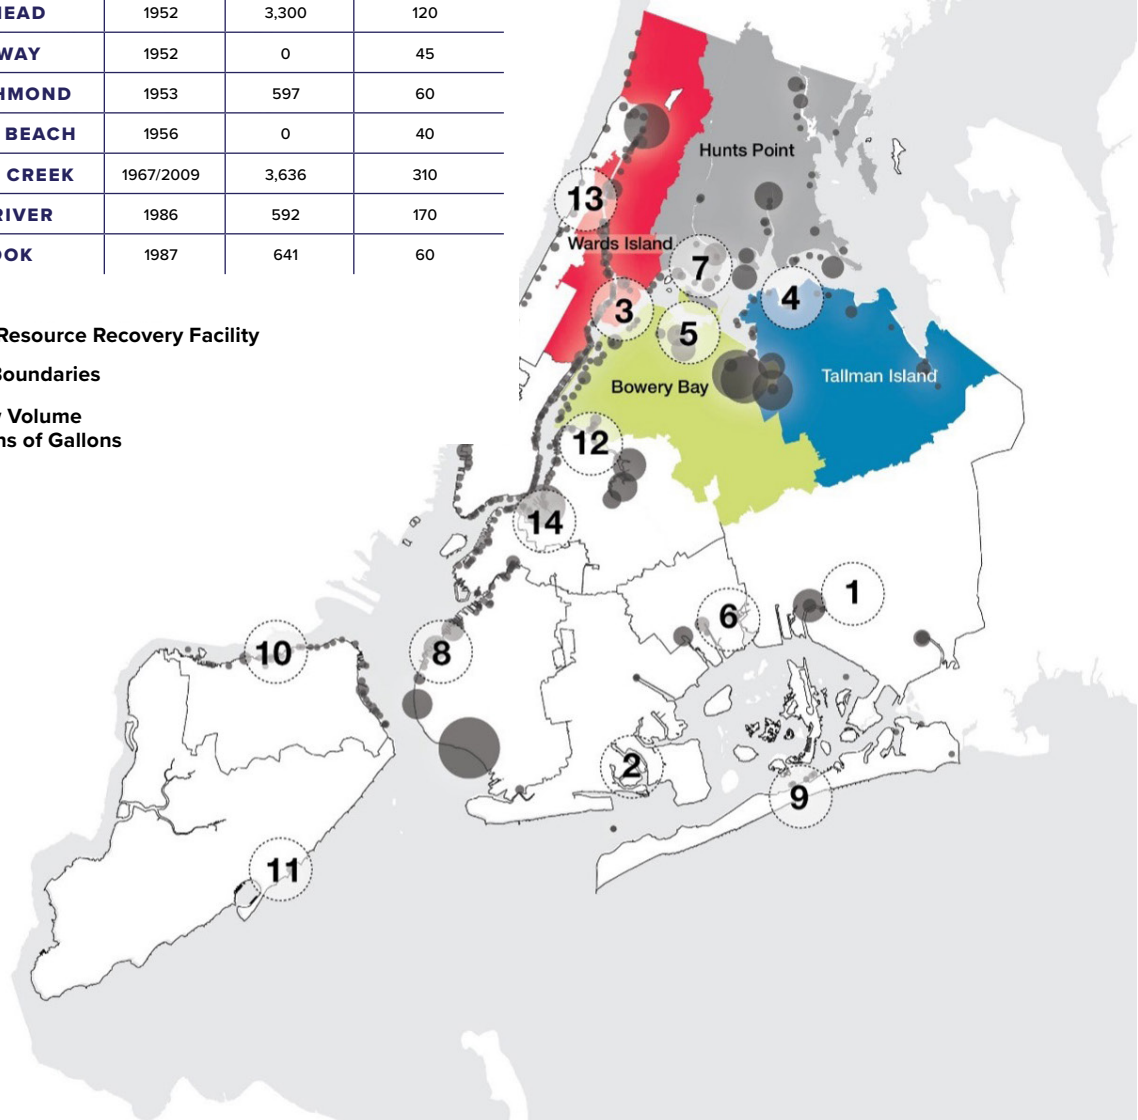 HEAD 1952 3,300 120
WAY 1952 0 45
HMOND 1953 597 60
BEACH 1956 0 40
CREEK 1967/2009 3,636 310
RIVER 1986 592 170
OOK 1987 641 60
Resource Recovery Facility
Boundaries
Volume
ns of Gallons
Hunts Point
13
Wards Island
7
4
3
5
Tallman Island
Bowery Bay
12
14
1
6
10
8
2
9
11